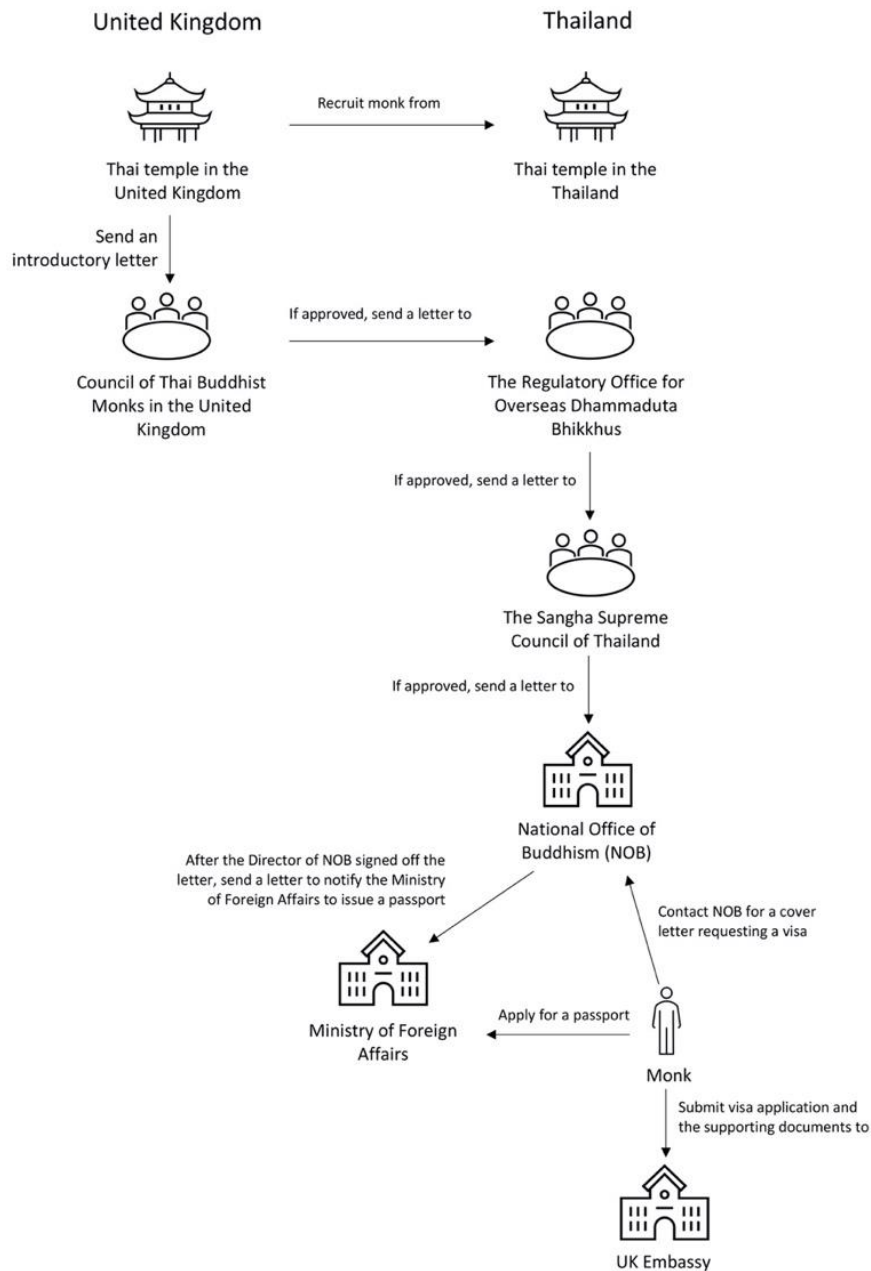 United Kingdom
Thailand
Recruit monk from
Thai temple in the
United Kingdom
Thai temple in the
Thailand
Send an
introductory letter
If approved, send a letter to
Council of Thai Buddhist
Monks in the United
Kingdom
The Regulatory Office for
Overseas Dhammaduta
Bhikkhus
If approved, send a letter to
The Sangha Supreme
Council of Thailand
If approved, send a letter to
National Office of
Buddhism (NOB)
After the Director of NOB signed off the
letter, send a letter to notify the Ministry
of Foreign Affairs to issue a passport
Contact NOB for a cover
letter requesting a visa
Ministry of Foreign
Affairs
Apply for a passport
Monk
Submit visa application and
the supporting documents to
UK Embassy